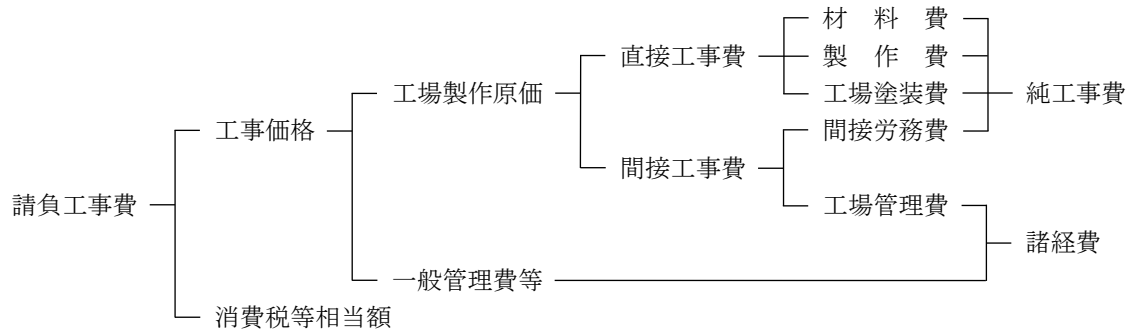 材料費
直接工事費
製作費
工場製作原価
工場塗装費
純工事費
工事価格
間接労務費
間接工事費
請負工事費
工場管理費
諸経費
一般管理費等
消費税等相当額